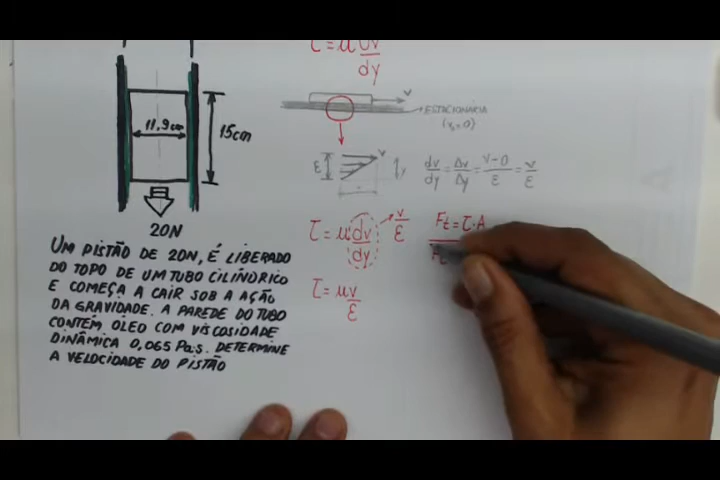 τ = μ dv/dy
11,9cm
15cm
20N
UM PISTÃO DE 20N, É LIBERADO
DO TOPO DE UM TUBO CILÍNDRICO
E COMEÇA A CAIR SOB A AÇÃO
DA GRAVIDADE. A PAREDE DO TUBO
CONTÉM ÓLEO COM VISCOSIDADE
DINÂMICA 0,065 Pa.s. DETERMINE
A VELOCIDADE DO PISTÃO
v
ESTACIONÁRIA
(v₀=0)
ε v y
dv/dy = Δv/Δy = v-0/ε = v/ε
τ = μ dv/dy v/ε
τ = μv/ε
Ft = τ.A